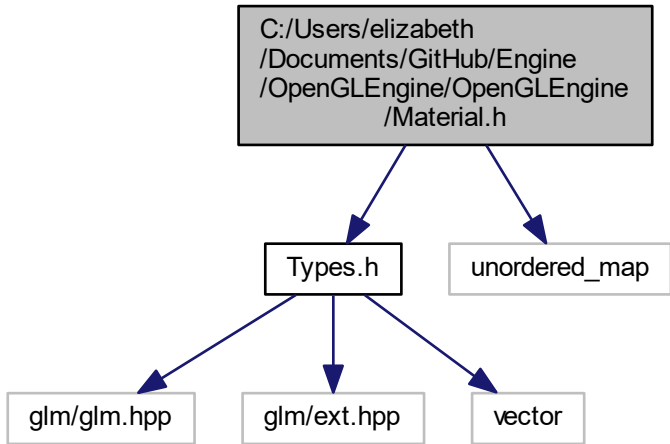 C:/Users/elizabeth
/Documents/GitHub/Engine
/OpenGLEngine/OpenGLEngine
/Material.h
Types.h
unordered_map
glm/glm.hpp
glm/ext.hpp
vector